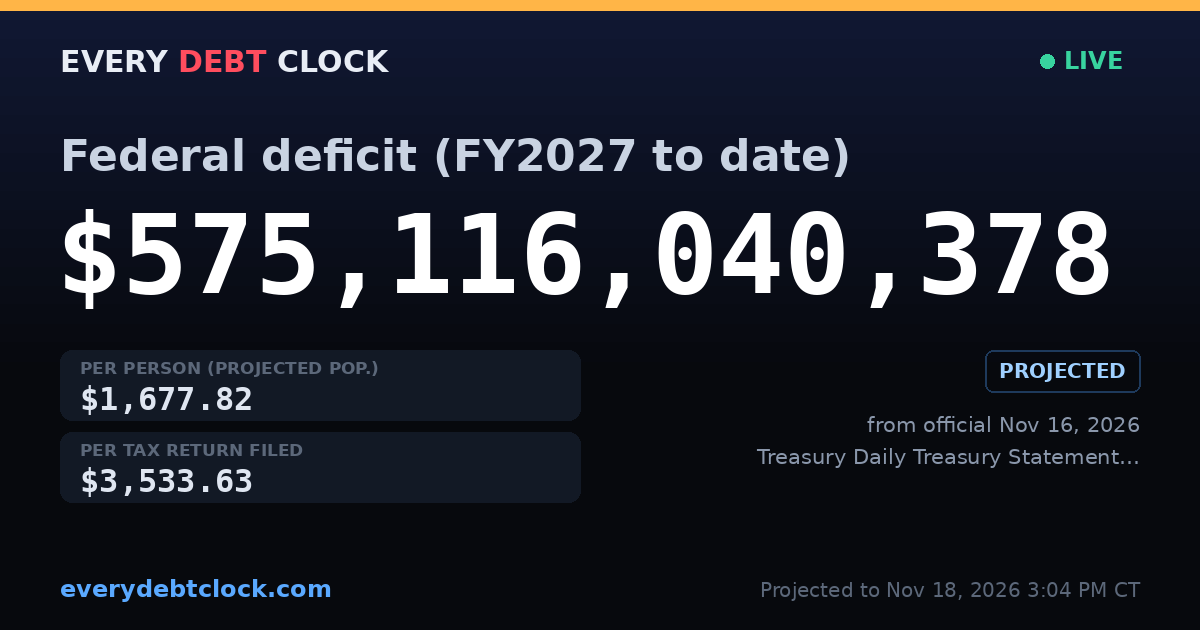 EVERY DEBT CLOCK
LIVE
Federal deficit (FY2027 to date)
$575,116,040,378
PER PERSON (PROJECTED POP.)
$1,677.82
PER TAX RETURN FILED
$3,533.63
PROJECTED
from official Nov 16, 2026
Treasury Daily Treasury Statement…
everydebtclock.com
Projected to Nov 18, 2026 3:04 PM CT